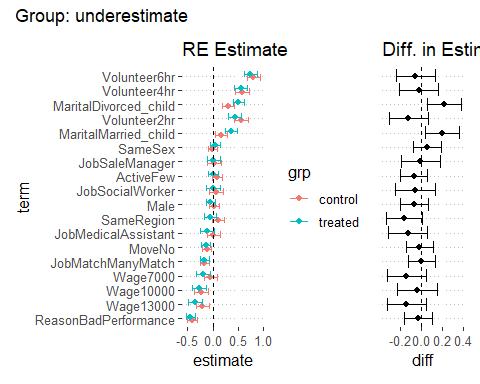 Group: underestimate
RE Estimate
Diff. in Estin
term
Volunteer6hr
Volunteer4hr
MaritalDivorced_child
Volunteer2hr
MaritalMarried_child
SameSex
JobSaleManager
ActiveFew
JobSocialWorker
Male
SameRegion
JobMedicalAssistant
MoveNo
JobMatchManyMatch
Wage7000
Wage10000
Wage13000
ReasonBadPerformance
-0.5 0.0 0.5 1.0
estimate
grp
control
treated
-0.2 0.0 0.2 0.4
diff